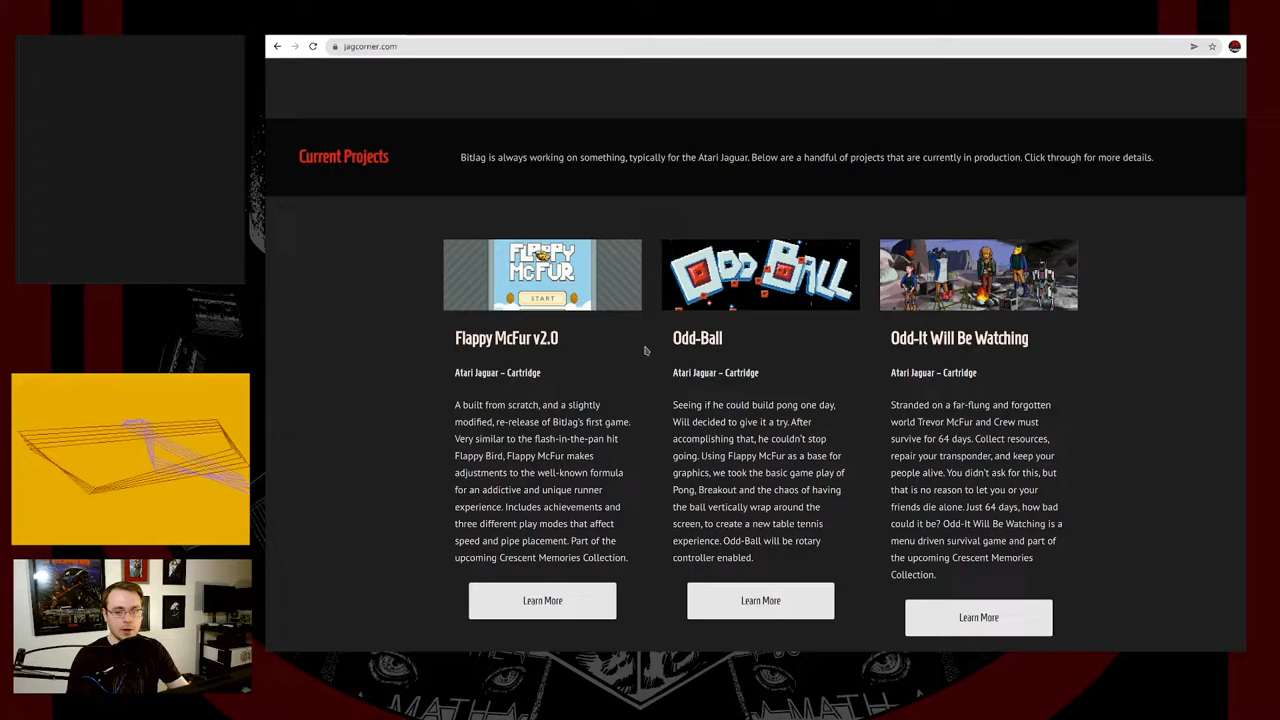 jagcorner.com
Current Projects
BitJag is always working on something, typically for the Atari Jaguar. Below are a handful of projects that are currently in production. Click through for more details.
FLAPPY
MCFUR
START
ODD BALL
Flappy McFur v2.0
Atari Jaguar – Cartridge
A built from scratch, and a slightly
modified, re-release of BitJag's first game.
Very similar to the flash-in-the-pan hit
Flappy Bird, Flappy McFur makes
adjustments to the well-known formula
for an addictive and unique runner
experience. Includes achievements and
three different play modes that affect
speed and pipe placement. Part of the
upcoming Crescent Memories Collection.
Learn More
Odd-Ball
Atari Jaguar – Cartridge
Seeing if he could build pong one day,
Will decided to give it a try. After
accomplishing that, he couldn't stop
going. Using Flappy McFur as a base for
graphics, we took the basic game play of
Pong, Breakout and the chaos of having
the ball vertically wrap around the
screen, to create a new table tennis
experience. Odd-Ball will be rotary
controller enabled.
Learn More
Odd-It Will Be Watching
Atari Jaguar – Cartridge
Stranded on a far-flung and forgotten
world Trevor McFur and Crew must
survive for 64 days. Collect resources,
repair your transponder, and keep your
people alive. You didn't ask for this, but
that is no reason to let you or your
friends die alone. Just 64 days, how bad
could it be? Odd-It Will Be Watching is a
menu driven survival game and part of
the upcoming Crescent Memories
Collection.
Learn More